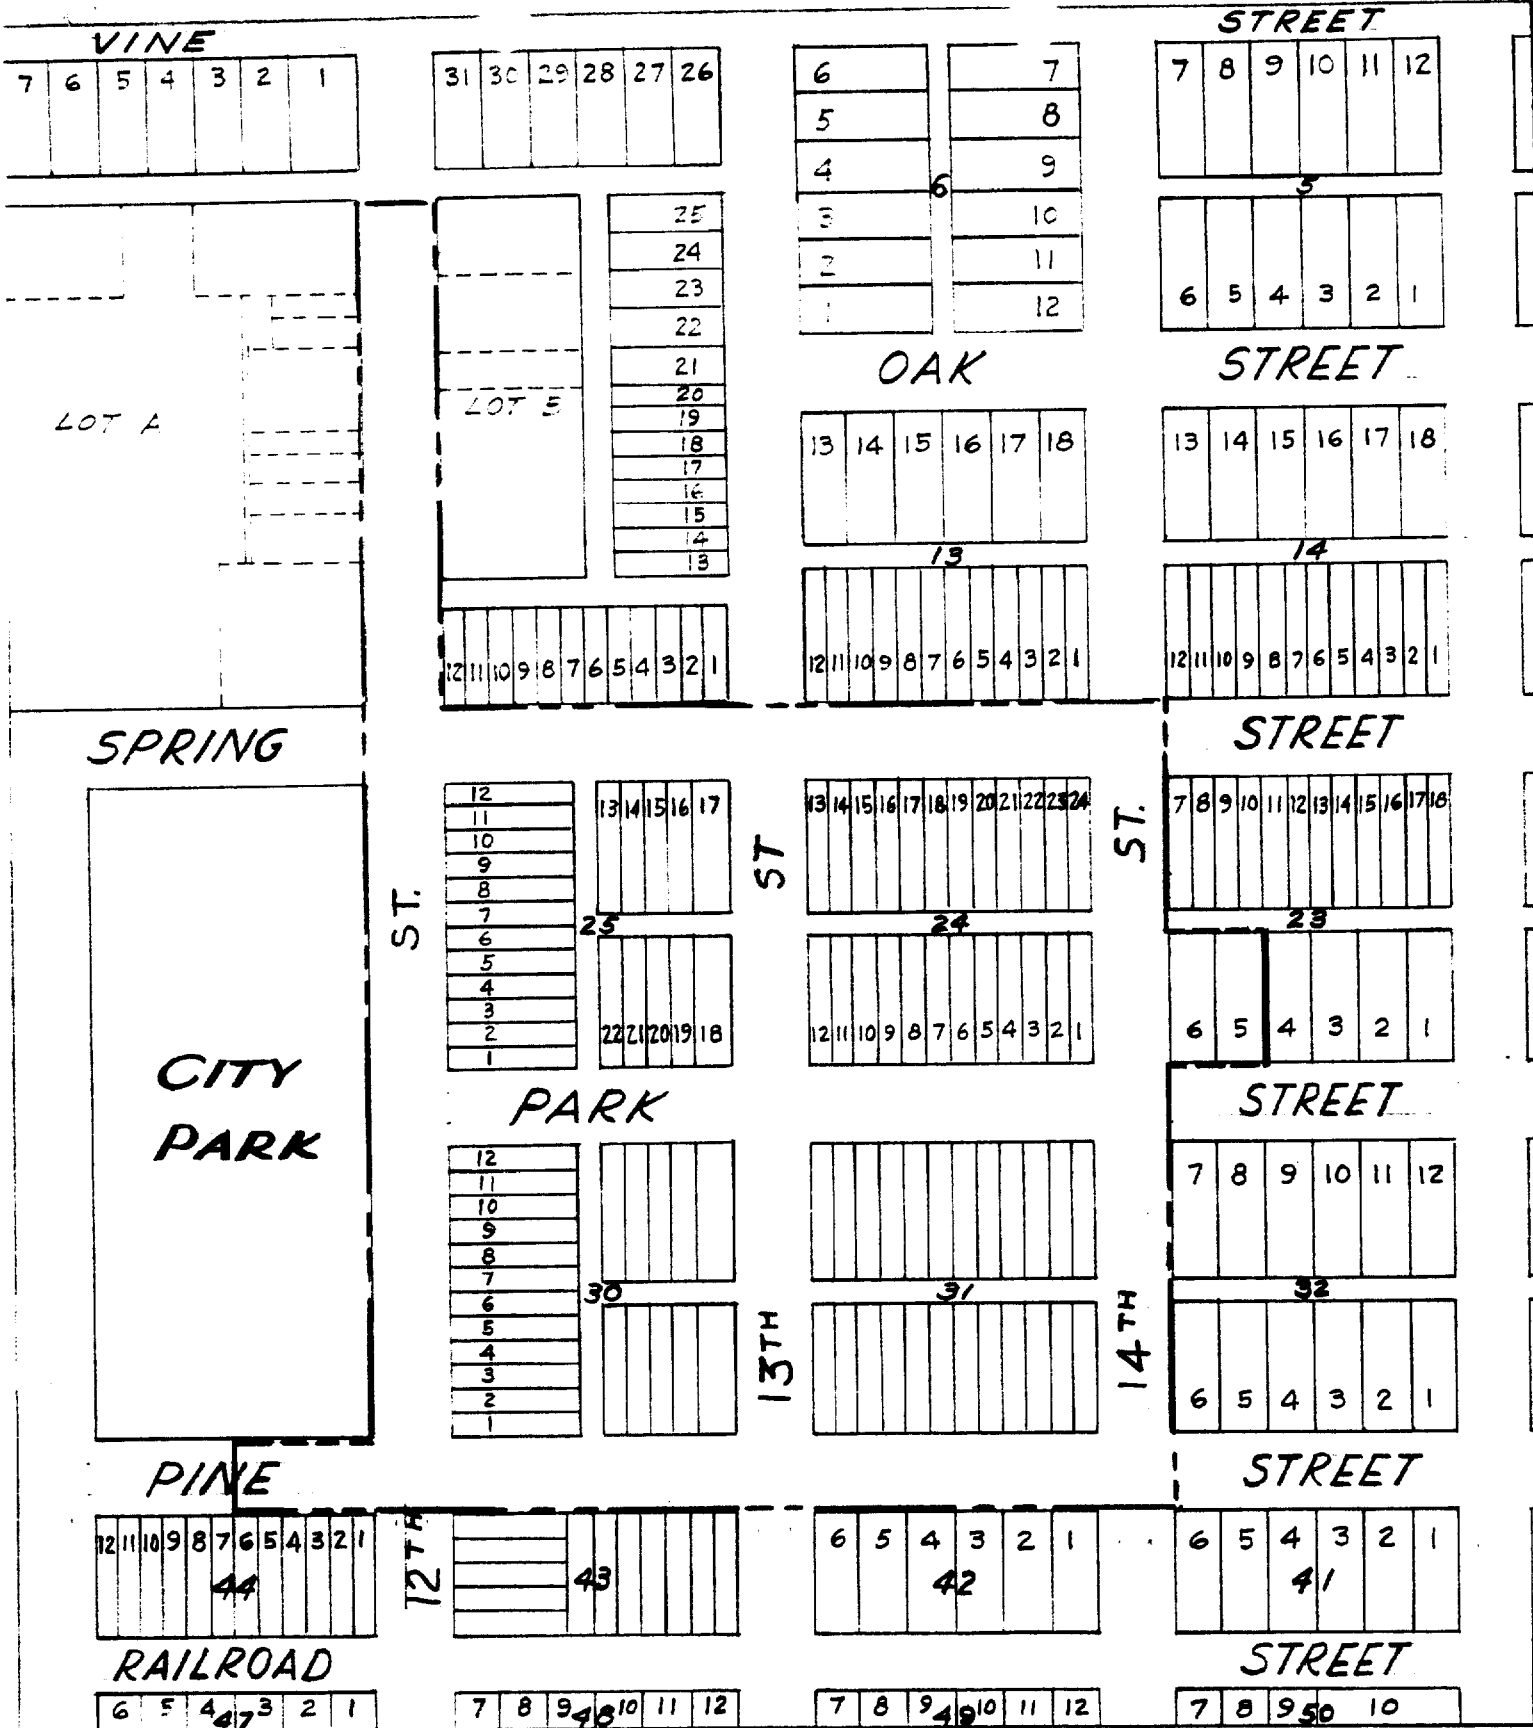 VINE STREET
7 6 5 4 3 2 1
31 30 29 28 27 26
6 7
5 8
4 9
6
3 10
2 11
1 12
7 8 9 10 11 12
5
6 5 4 3 2 1
LOT A
LOT B
25
24
23
22
21
20
19
18
17
16
15
14
13
12 11 10 9 8 7 6 5 4 3 2 1
OAK STREET
13 14 15 16 17 18
13
12 11 10 9 8 7 6 5 4 3 2 1
13 14 15 16 17 18
14
12 11 10 9 8 7 6 5 4 3 2 1
SPRING STREET
CITY
PARK
ST.
12
11
10
9
8
7
6
5
4
3
2
1
13 14 15 16 17
25
22 21 20 19 18
ST
13 14 15 16 17 18 19 20 21 22 23 24
24
12 11 10 9 8 7 6 5 4 3 2 1
ST.
7 8 9 10 11 12 13 14 15 16 17 18
23
6 5 4 3 2 1
PARK STREET
12
11
10
9
8
7
6
5
4
3
2
1
30
13TH
31
14TH
7 8 9 10 11 12
32
6 5 4 3 2 1
PINE STREET
12 11 10 9 8 7 6 5 4 3 2 1
44
12TH
43
6 5 4 3 2 1
42
6 5 4 3 2 1
41
RAILROAD STREET
6 5 4 3 2 1
47
7 8 9 10 11 12
48
7 8 9 10 11 12
49
7 8 9 10
50